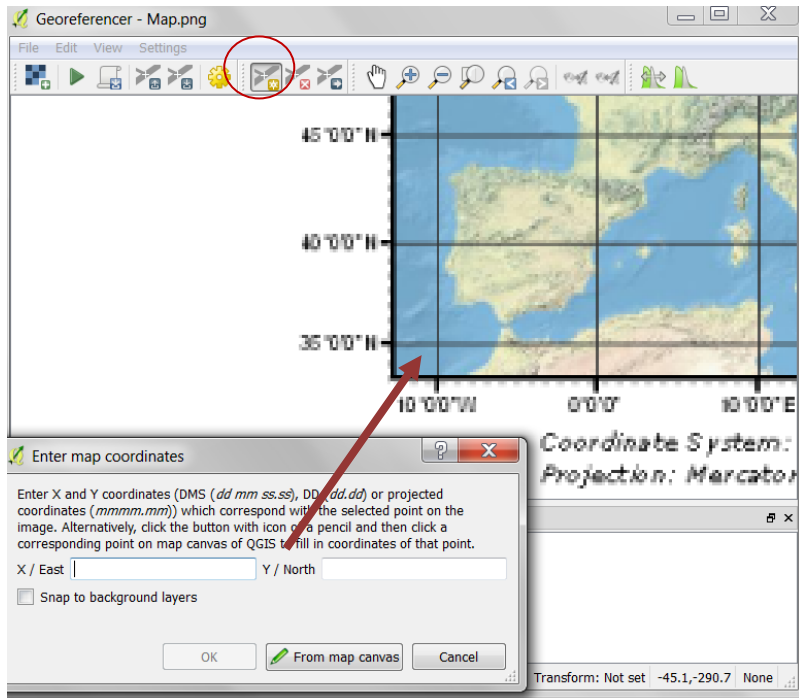 Georeferencer - Map.png
File Edit View Settings
45°0'0"N
40°0'0"N
35°0'0"N
10°0'0"W 0°0'0" 10°0'0"E
Coordinate System:
Projection: Mercator
Enter map coordinates
Enter X and Y coordinates (DMS (dd mm ss.ss), DD (dd.dd) or projected
coordinates (mmmm.mm)) which correspond with the selected point on the
image. Alternatively, click the button with icon of a pencil and then click a
corresponding point on map canvas of QGIS to fill in coordinates of that point.
X / East Y / North
Snap to background layers
OK From map canvas Cancel
Transform: Not set -45.1,-290.7 None